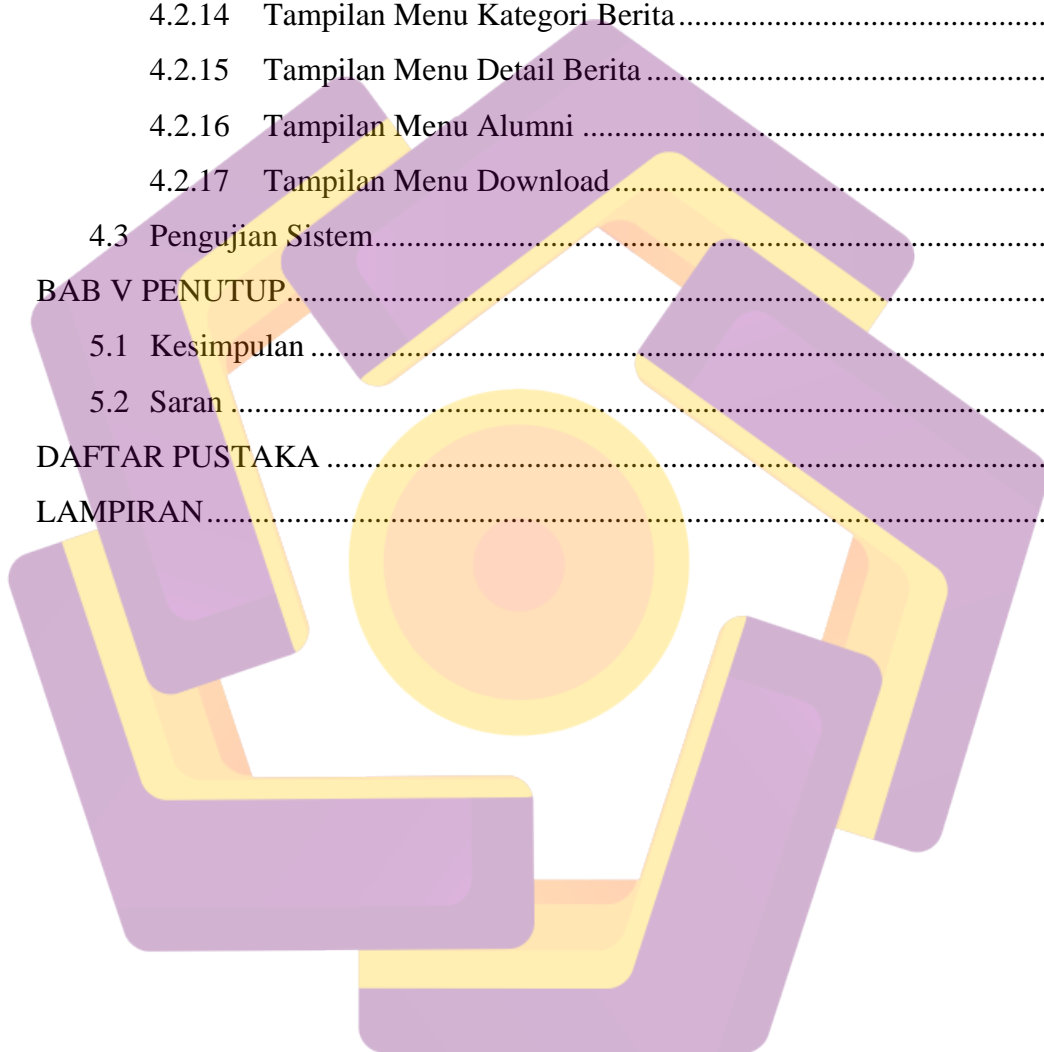 4.2.14 Tampilan Menu Kategori Berita........................................................
4.2.15 Tampilan Menu Detail Berita ............................................................
4.2.16 Tampilan Menu Alumni .....................................................................
4.2.17 Tampilan Menu Download................................................................
4.3 Pengujian Sistem....................................................................................................
BAB V PENUTUP..................................................................................................................
5.1 Kesimpulan ..............................................................................................................
5.2 Saran ..........................................................................................................................
DAFTAR PUSTAKA ............................................................................................................
LAMPIRAN...............................................................................................................................